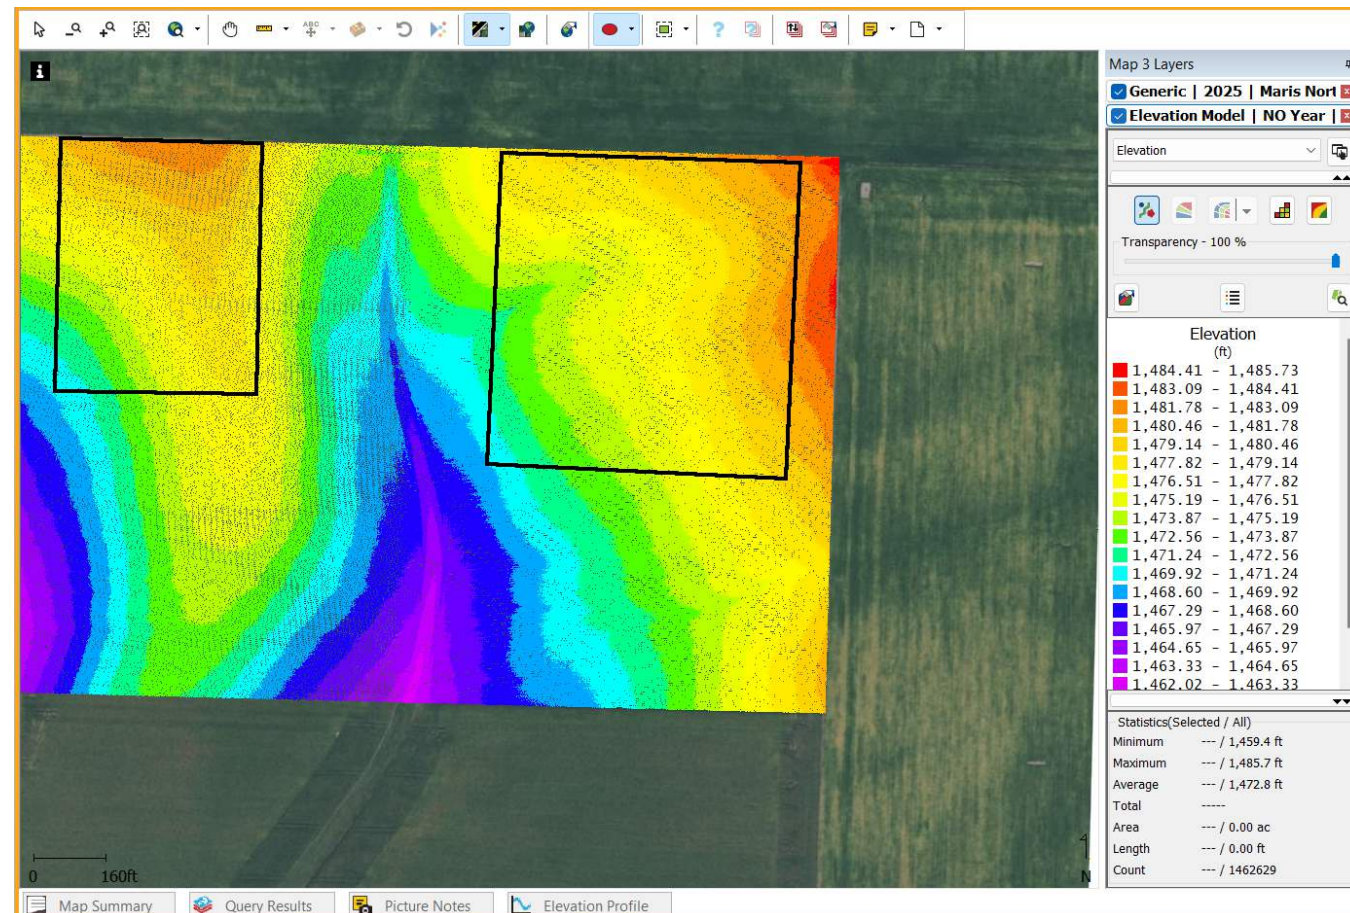 ABC
i
Map 3 Layers
Generic | 2025 | Maris Nort
Elevation Model | NO Year |
Elevation
Transparency - 100 %
Elevation
(ft)
1,484.41 - 1,485.73
1,483.09 - 1,484.41
1,481.78 - 1,483.09
1,480.46 - 1,481.78
1,479.14 - 1,480.46
1,477.82 - 1,479.14
1,476.51 - 1,477.82
1,475.19 - 1,476.51
1,473.87 - 1,475.19
1,472.56 - 1,473.87
1,471.24 - 1,472.56
1,469.92 - 1,471.24
1,468.60 - 1,469.92
1,467.29 - 1,468.60
1,465.97 - 1,467.29
1,464.65 - 1,465.97
1,463.33 - 1,464.65
1,462.02 - 1,463.33
Statistics(Selected / All)
Minimum --- / 1,459.4 ft
Maximum --- / 1,485.7 ft
Average --- / 1,472.8 ft
Total -----
Area --- / 0.00 ac
Length --- / 0.00 ft
Count --- / 1462629
0 160ft
N
Map Summary Query Results Picture Notes Elevation Profile